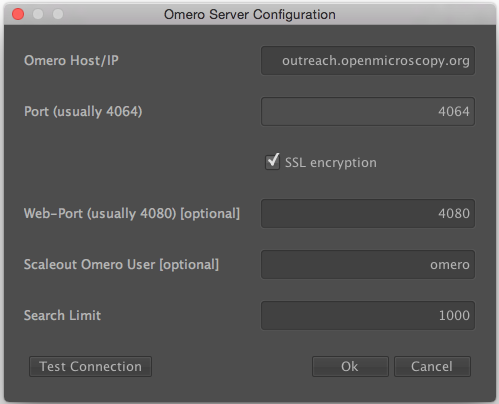 Omero Server Configuration
Omero Host/IP outreach.openmicroscopy.org
Port (usually 4064) 4064
SSL encryption
Web-Port (usually 4080) [optional] 4080
Scaleout Omero User [optional] omero
Search Limit 1000
Test Connection Ok Cancel